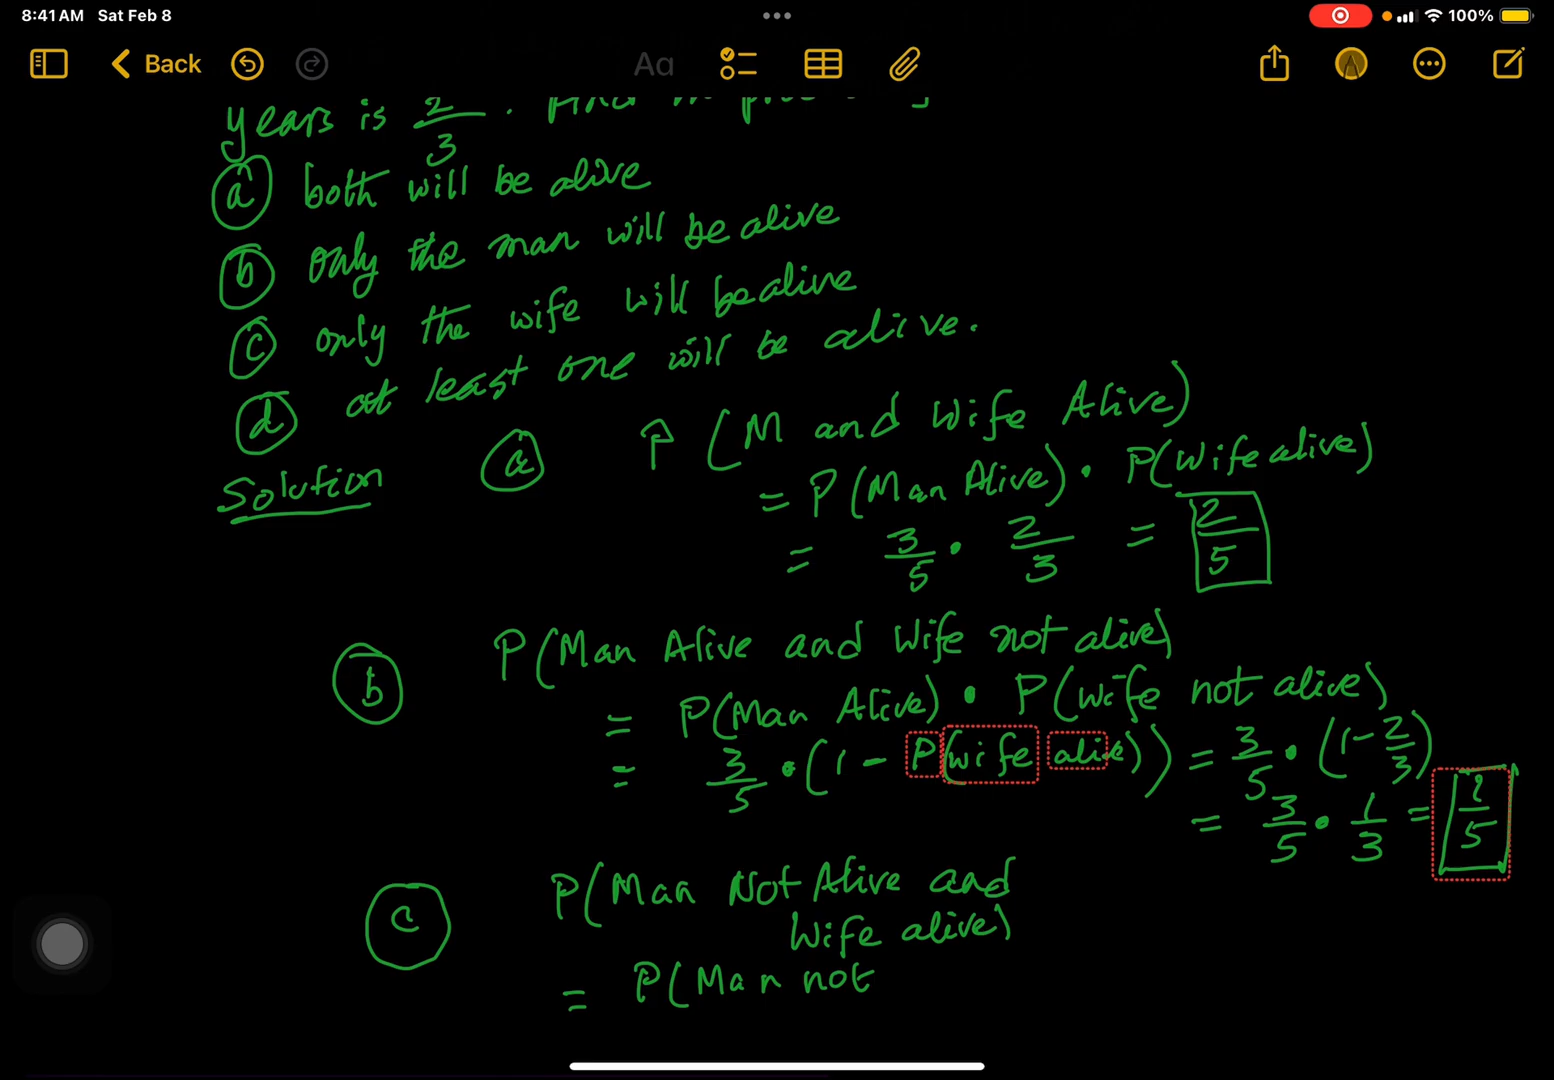 8:41 AM Sat Feb 8
100%
Back
Aa
years is 2/3.
(a) both will be alive
(b) only the man will be alive
(c) only the wife will be alive
(d) at least one will be alive.
Solution
(a) P(M and Wife Alive)
= P(Man Alive) • P(Wife alive)
= 3/5 • 2/3 = 2/5
(b) P(Man Alive and Wife not alive)
= P(Man Alive) • P(Wife not alive)
= 3/5 • (1 - P(wife alive)) = 3/5 • (1 - 2/3)
= 3/5 • 1/3 = 1/5
(c) P(Man Not Alive and
Wife alive)
= P(Man not